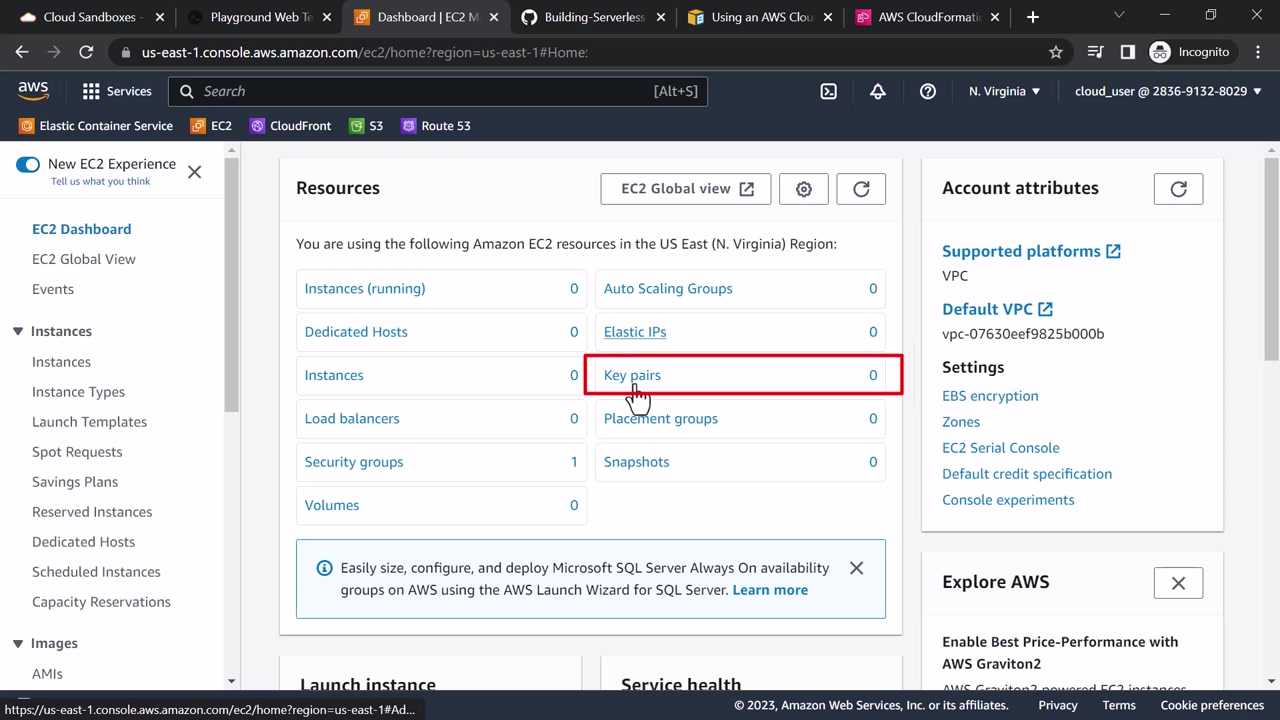 Cloud Sandboxes -
Playground Web Te
Dashboard | EC2 M
Building-Serverless
Using an AWS Clou
AWS CloudFormati
us-east-1.console.aws.amazon.com/ec2/home?region=us-east-1#Home:
Incognito
aws
Services
Search
[Alt+S]
N. Virginia
cloud_user @ 2836-9132-8029
Elastic Container Service
EC2
CloudFront
S3
Route 53
New EC2 Experience
Tell us what you think
EC2 Dashboard
EC2 Global View
Events
Instances
Instances
Instance Types
Launch Templates
Spot Requests
Savings Plans
Reserved Instances
Dedicated Hosts
Scheduled Instances
Capacity Reservations
Images
AMIs
Resources
EC2 Global view
You are using the following Amazon EC2 resources in the US East (N. Virginia) Region:
Instances (running) 0
Auto Scaling Groups 0
Dedicated Hosts 0
Elastic IPs 0
Instances 0
Key pairs 0
Load balancers 0
Placement groups 0
Security groups 1
Snapshots 0
Volumes 0
Easily size, configure, and deploy Microsoft SQL Server Always On availability
groups on AWS using the AWS Launch Wizard for SQL Server. Learn more
Launch instance
Service health
Account attributes
Supported platforms
VPC
Default VPC
vpc-07630eef9825b000b
Settings
EBS encryption
Zones
EC2 Serial Console
Default credit specification
Console experiments
Explore AWS
Enable Best Price-Performance with
AWS Graviton2
AWS Graviton2 powered EC2 instances
https://us-east-1.console.aws.amazon.com/ec2/home?region=us-east-1#Ad...
© 2023, Amazon Web Services, Inc. or its affiliates.
Privacy
Terms
Cookie preferences